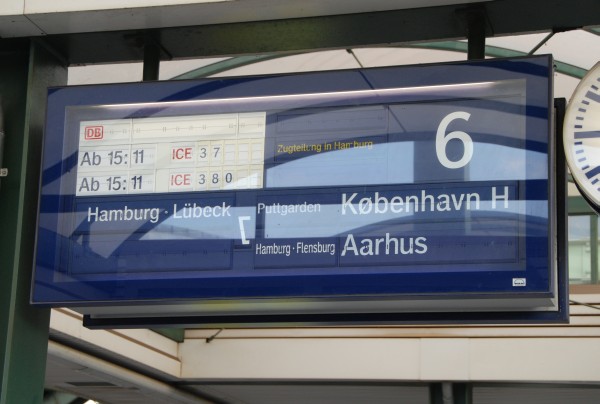 DB
Ab 15:11 ICE 37 Zugteilung in Hamburg
Ab 15:11 ICE 380
6
Hamburg · Lübeck Puttgarden København H
Hamburg · Flensburg Aarhus